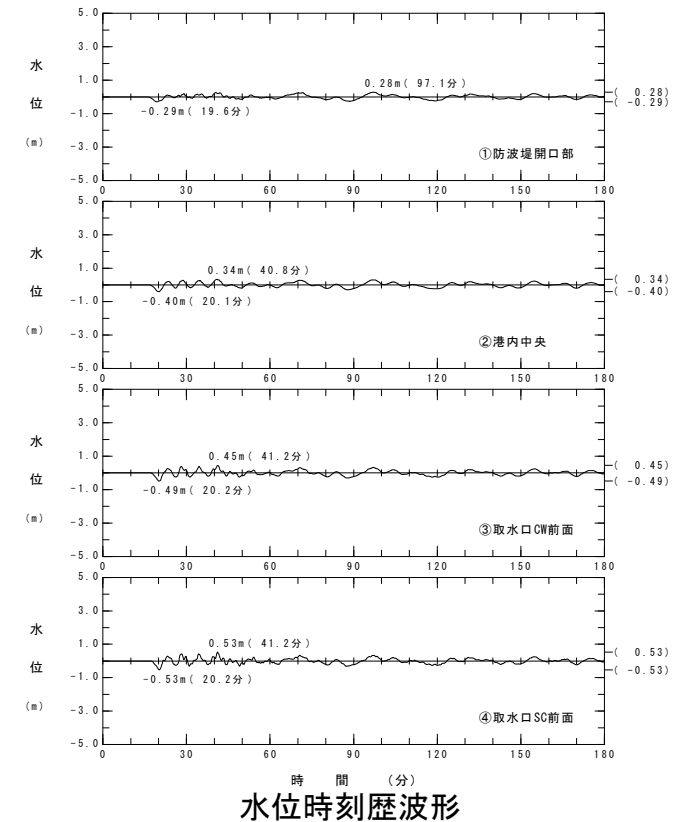 5.0
3.0
水 1.0 0.28m( 97.1分) ( 0.28)
位 -1.0 -0.29m( 19.6分) ( -0.29)
(m) -3.0 ①防波堤開口部
-5.0
0 30 60 90 120 150 180
5.0
3.0
水 1.0 0.34m( 40.8分) ( 0.34)
位 -1.0 -0.40m( 20.1分) ( -0.40)
(m) -3.0 ②港内中央
-5.0
0 30 60 90 120 150 180
5.0
3.0
水 1.0 0.45m( 41.2分) ( 0.45)
位 -1.0 -0.49m( 20.2分) ( -0.49)
(m) -3.0 ③取水口CW前面
-5.0
0 30 60 90 120 150 180
5.0
3.0
水 1.0 0.53m( 41.2分) ( 0.53)
位 -1.0 -0.53m( 20.2分) ( -0.53)
(m) -3.0 ④取水口SC前面
-5.0
0 30 60 90 120 150 180
時 間 (分)
水位時刻歴波形